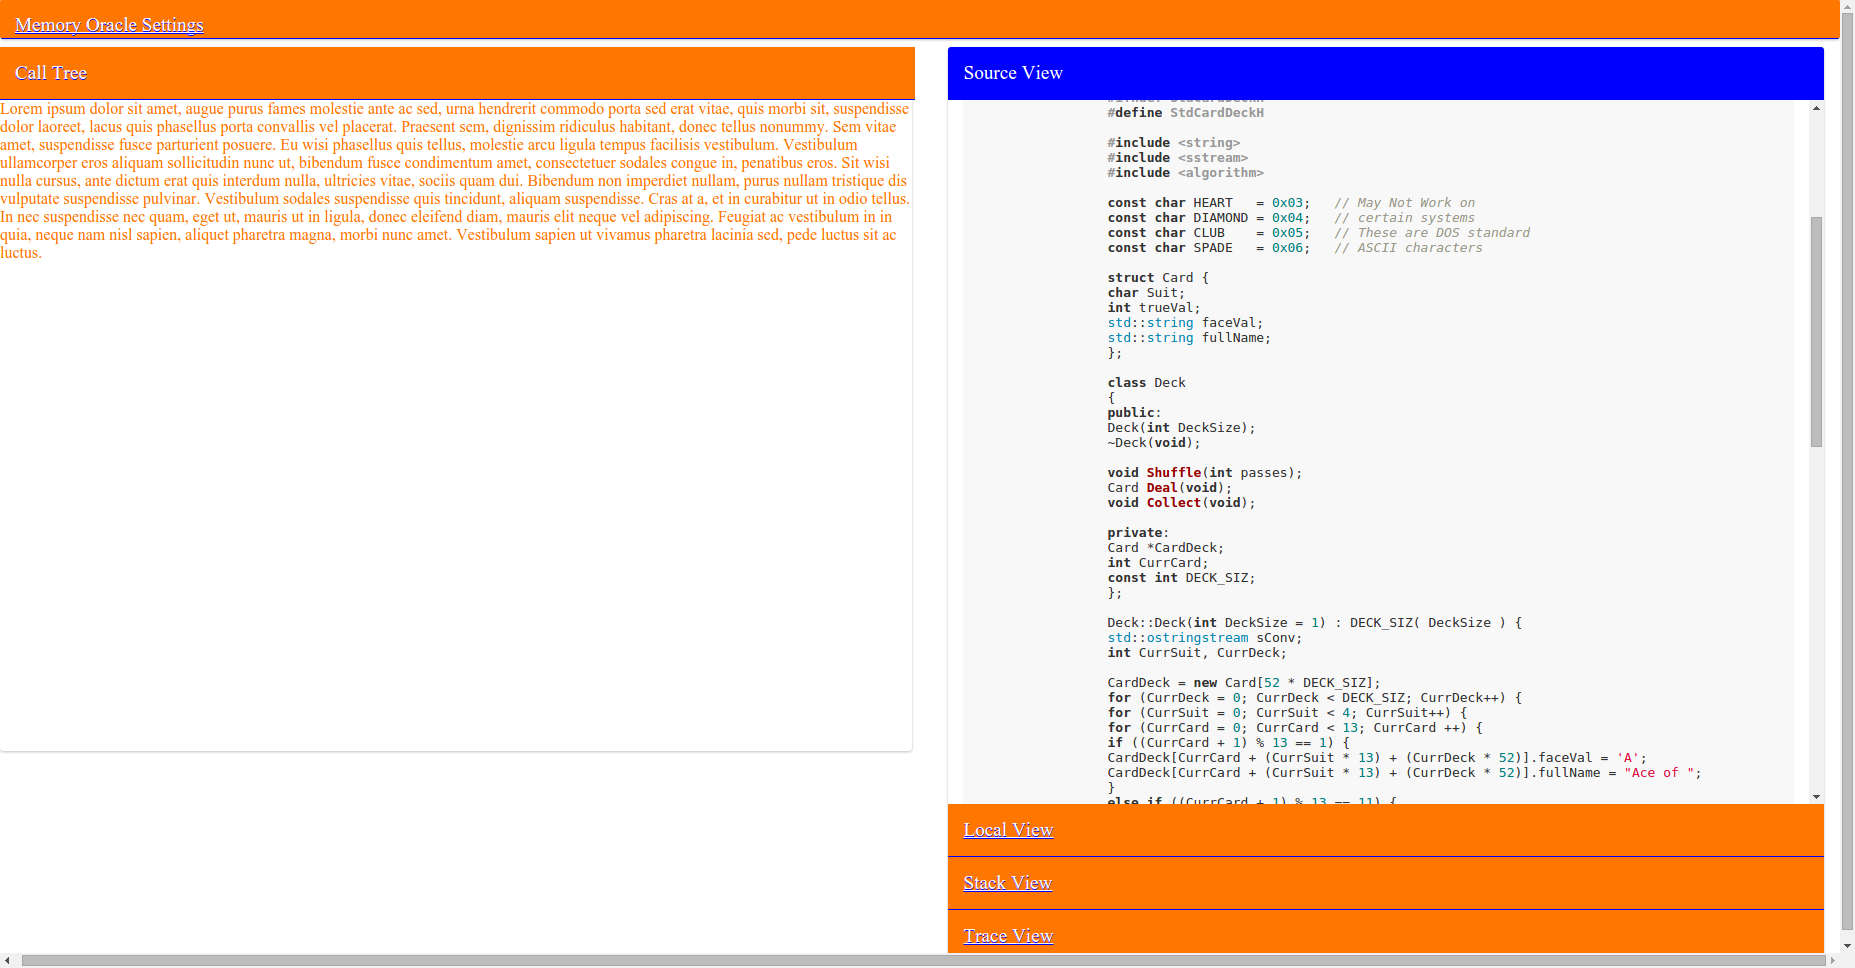 Memory Oracle Settings
Call Tree
Lorem ipsum dolor sit amet, augue purus fames molestie ante ac sed, urna hendrerit commodo porta sed erat vitae, quis morbi sit, suspendisse
dolor laoreet, lacus quis phasellus porta convallis vel placerat. Praesent sem, dignissim ridiculus habitant, donec tellus nonummy. Sem vitae
amet, suspendisse fusce parturient posuere. Eu wisi phasellus quis tellus, molestie arcu ligula tempus facilisis vestibulum. Vestibulum
ullamcorper eros aliquam sollicitudin nunc ut, bibendum fusce condimentum amet, consectetuer sodales congue in, penatibus eros. Sit wisi
nulla cursus, ante dictum erat quis interdum nulla, ultricies vitae, sociis quam dui. Bibendum non imperdiet nullam, purus nullam tristique dis
vulputate suspendisse pulvinar. Vestibulum sodales suspendisse quis tincidunt, aliquam suspendisse. Cras at a, et in curabitur ut in odio tellus.
In nec suspendisse nec quam, eget ut, mauris ut in ligula, donec eleifend diam, mauris elit neque vel adipiscing. Feugiat ac vestibulum in in
quia, neque nam nisl sapien, aliquet pharetra magna, morbi nunc amet. Vestibulum sapien ut vivamus pharetra lacinia sed, pede luctus sit ac
luctus.
Source View
#define StdCardDeckH
#include <string>
#include <sstream>
#include <algorithm>
const char HEART   = 0x03;   // May Not Work on
const char DIAMOND = 0x04;   // certain systems
const char CLUB    = 0x05;   // These are DOS standard
const char SPADE   = 0x06;   // ASCII characters
struct Card {
char Suit;
int trueVal;
std::string faceVal;
std::string fullName;
};
class Deck
{
public:
Deck(int DeckSize);
~Deck(void);
void Shuffle(int passes);
Card Deal(void);
void Collect(void);
private:
Card *CardDeck;
int CurrCard;
const int DECK_SIZ;
};
Deck::Deck(int DeckSize = 1) : DECK_SIZ( DeckSize ) {
std::ostringstream sConv;
int CurrSuit, CurrDeck;
CardDeck = new Card[52 * DECK_SIZ];
for (CurrDeck = 0; CurrDeck < DECK_SIZ; CurrDeck++) {
for (CurrSuit = 0; CurrSuit < 4; CurrSuit++) {
for (CurrCard = 0; CurrCard < 13; CurrCard ++) {
if ((CurrCard + 1) % 13 == 1) {
CardDeck[CurrCard + (CurrSuit * 13) + (CurrDeck * 52)].faceVal = 'A';
CardDeck[CurrCard + (CurrSuit * 13) + (CurrDeck * 52)].fullName = "Ace of ";
}
else if ((CurrCard + 1) % 13 == 11) {
Local View
Stack View
Trace View